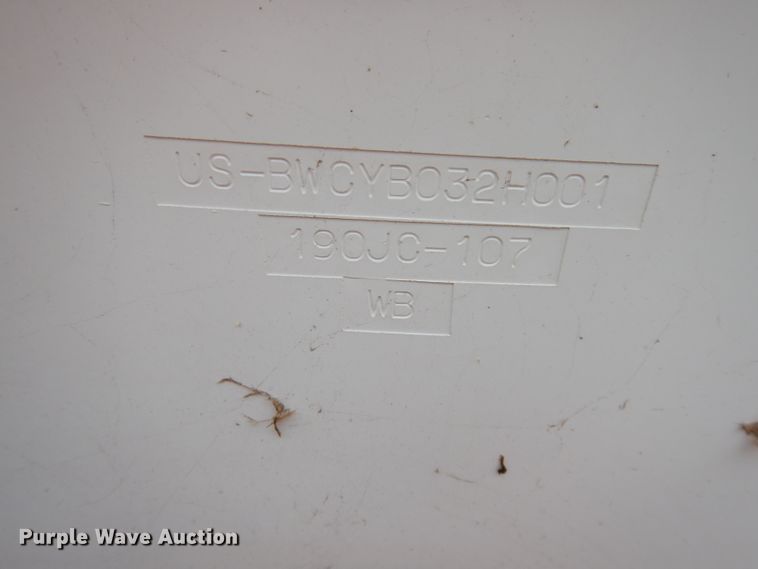 US-BWCYB032H001
190JC-107
WB
Purple Wave Auction